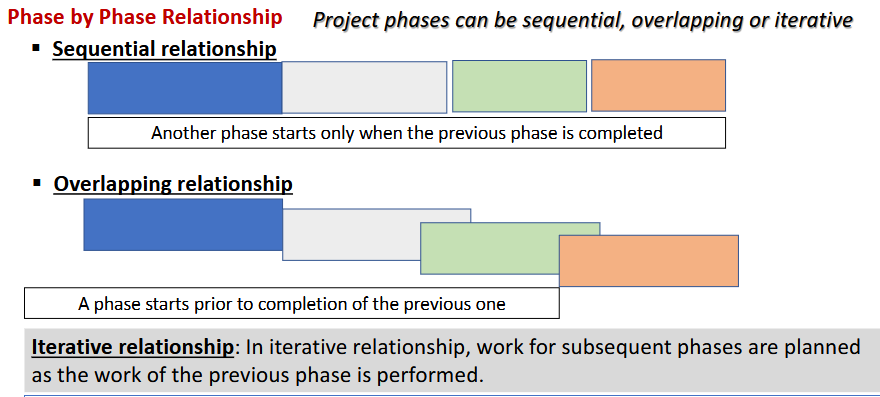 Phase by Phase Relationship
Project phases can be sequential, overlapping or iterative
▪ Sequential relationship
Another phase starts only when the previous phase is completed
▪ Overlapping relationship
A phase starts prior to completion of the previous one
Iterative relationship: In iterative relationship, work for subsequent phases are planned
as the work of the previous phase is performed.